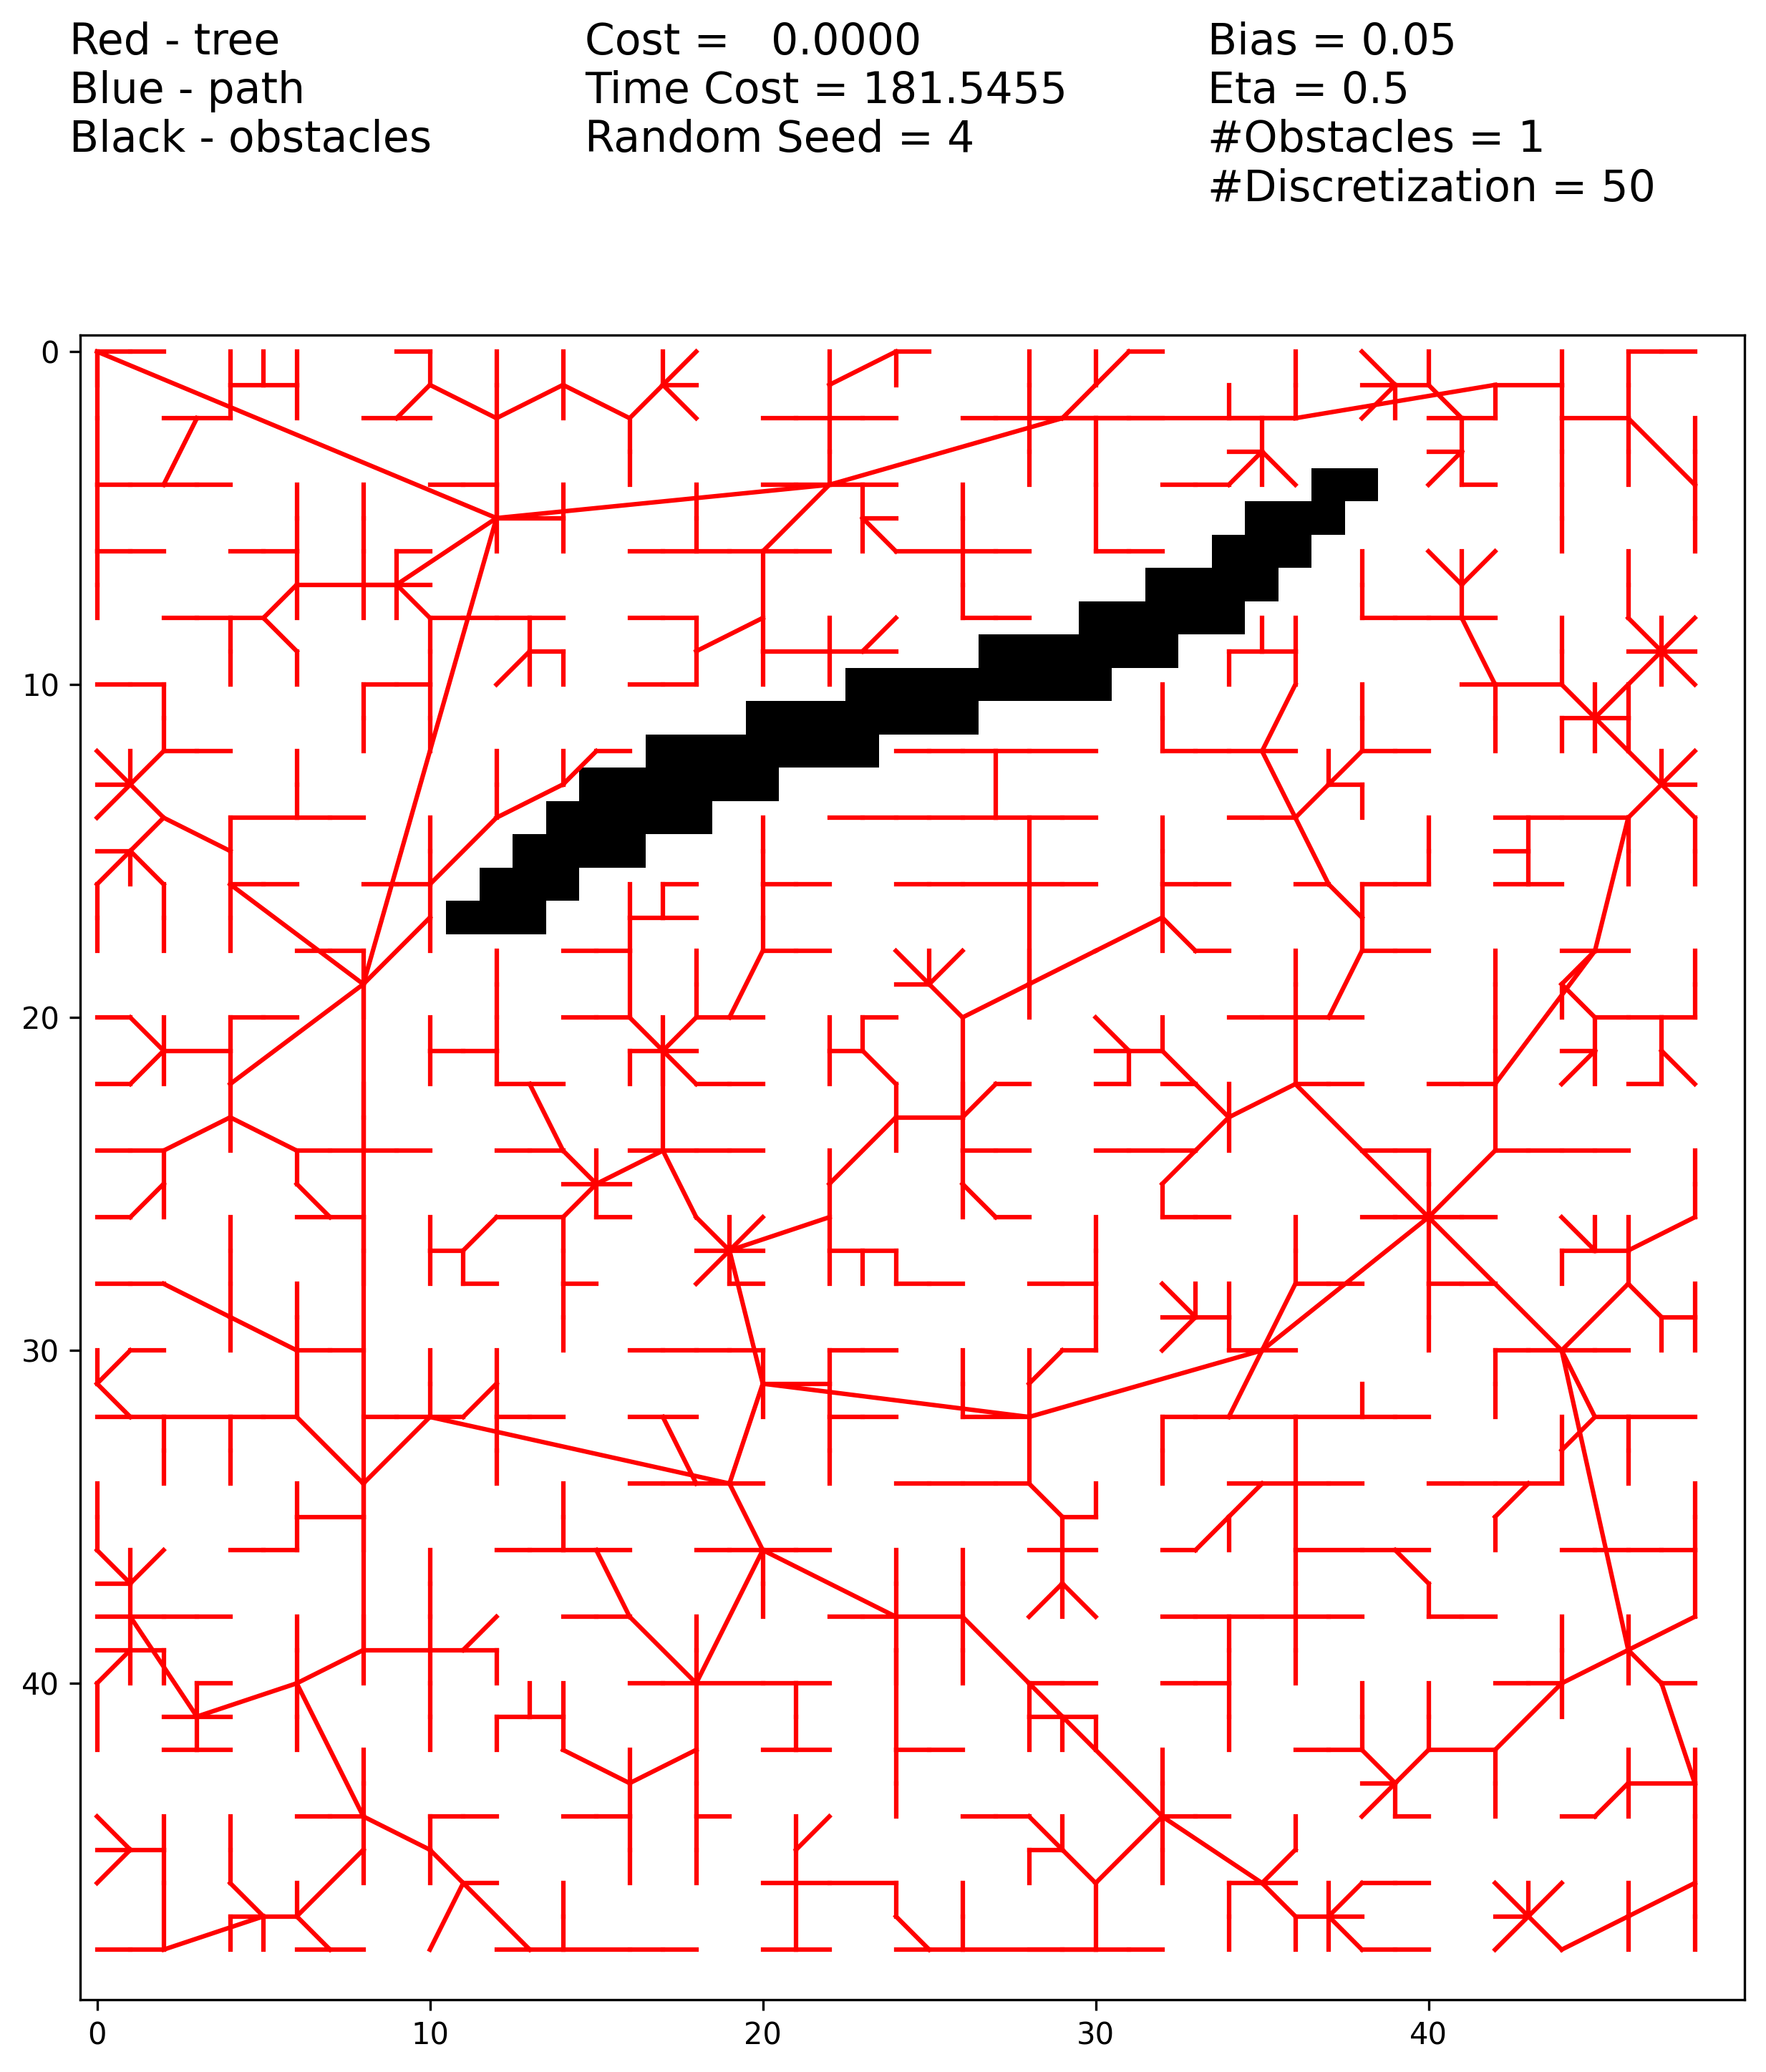 Red - tree
Blue - path
Black - obstacles
Cost = 0.0000
Time Cost = 181.5455
Random Seed = 4
Bias = 0.05
Eta = 0.5
#Obstacles = 1
#Discretization = 50
0
10
20
30
40
0 10 20 30 40